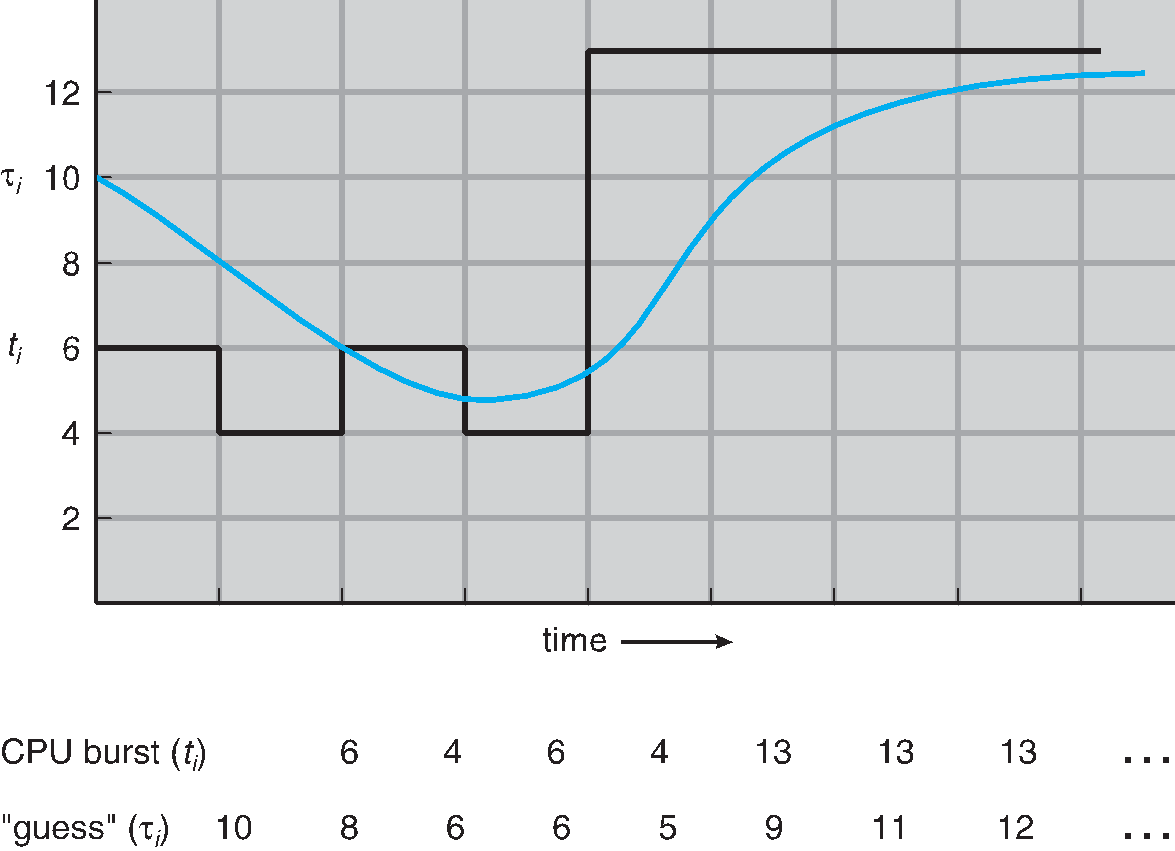 12
τi 10
8
ti 6
4
2
time
CPU burst (ti) 6 4 6 4 13 13 13 ...
"guess" (τi) 10 8 6 6 5 9 11 12 ...